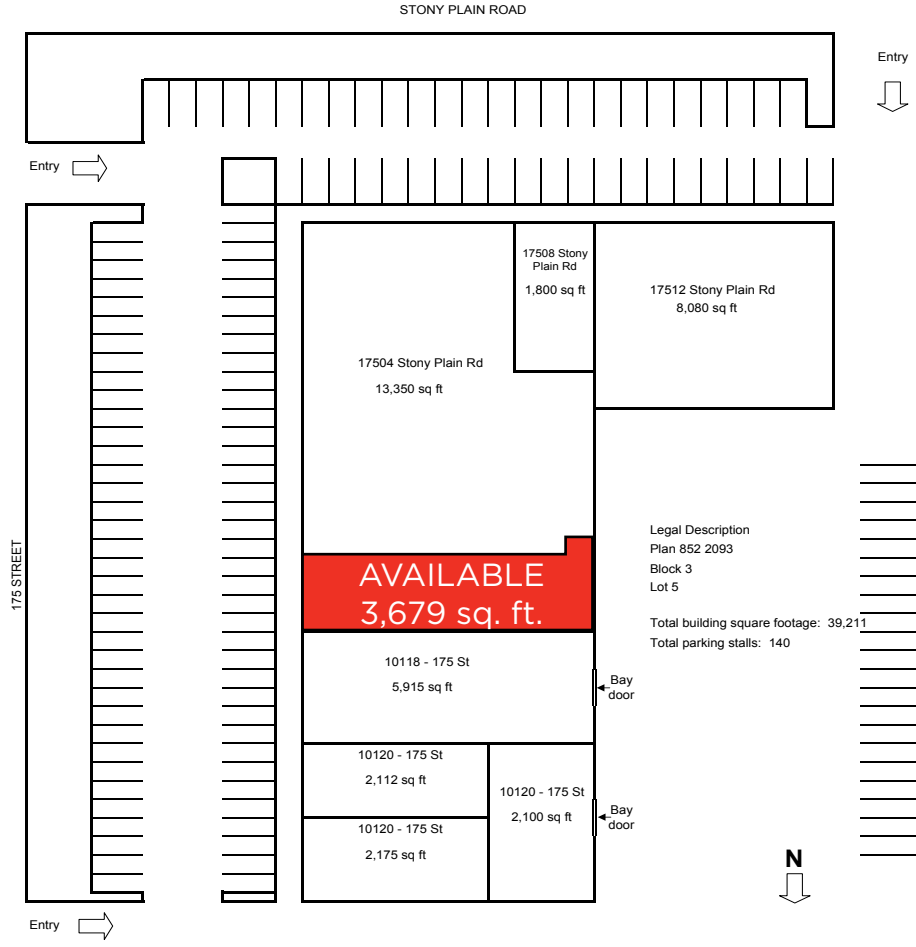 STONY PLAIN ROAD
Entry
Entry
17508 Stony
Plain Rd
1,800 sq ft
17512 Stony Plain Rd
8,080 sq ft
17504 Stony Plain Rd
13,350 sq ft
175 STREET
AVAILABLE
3,679 sq. ft.
Legal Description
Plan 852 2093
Block 3
Lot 5
Total building square footage: 39,211
Total parking stalls: 140
10118 - 175 St
5,915 sq ft
Bay
door
10120 - 175 St
2,112 sq ft
10120 - 175 St
2,100 sq ft
Bay
door
10120 - 175 St
2,175 sq ft
N
Entry